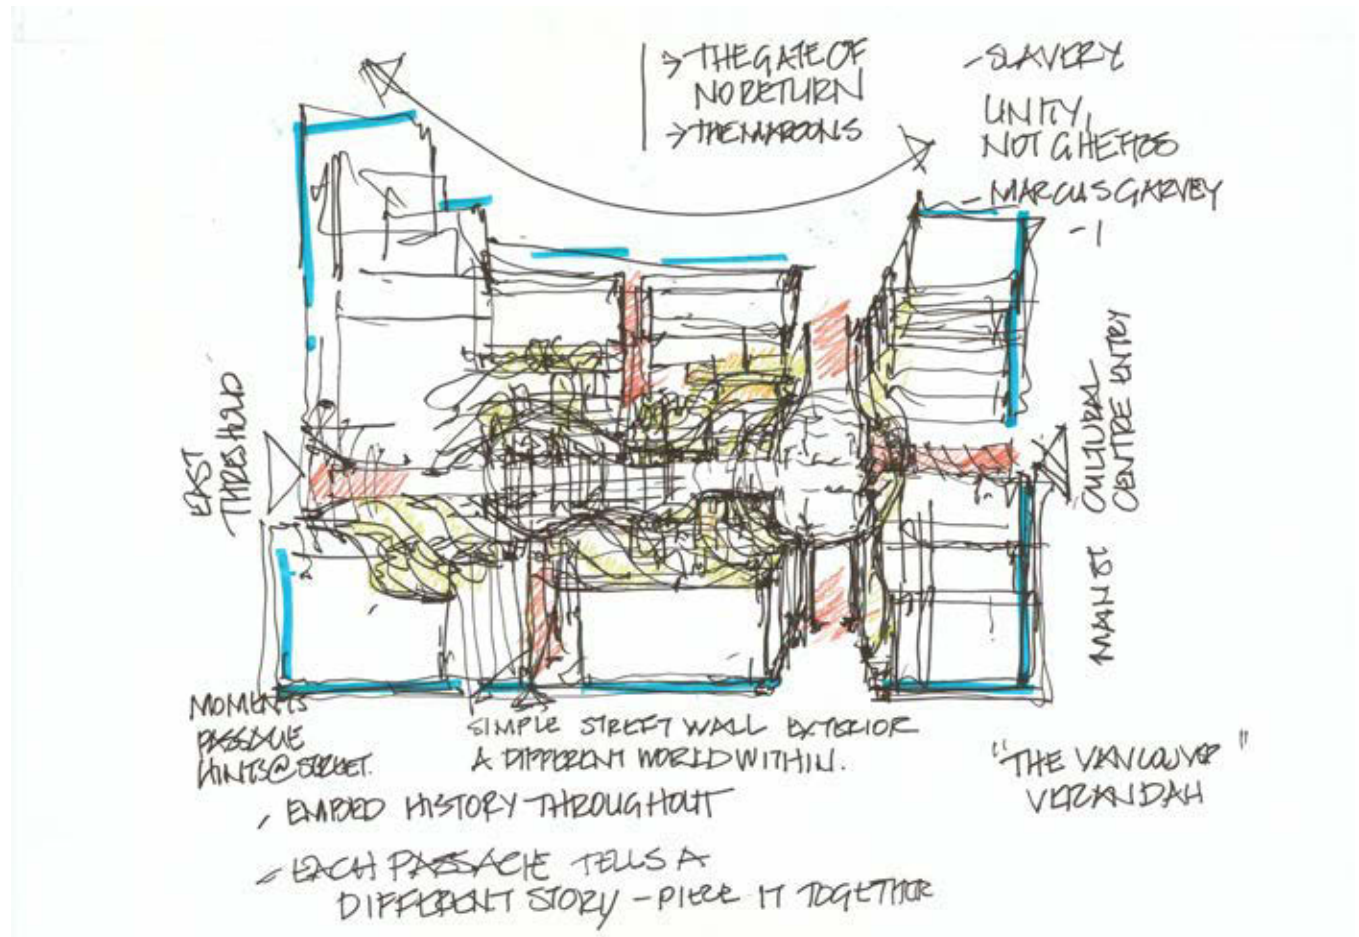 → THE GATE OF
NO RETURN
→ THE MAROONS
- SLAVERY
UNITY,
NOT GHETTOS
- MARCUS GARVEY
- 1
EAST
THRESHOLD
MAIN ST CULTURAL
CENTRE ENTRY
MOMENTS
PASSAGE
HINTS @ STREET.
SIMPLE STREET WALL EXTERIOR
A DIFFERENT WORLD WITHIN.
"THE VANCOUVER"
VERANDAH
- EMBED HISTORY THROUGHOUT
- EACH PASSAGE TELLS A
DIFFERENT STORY - PIECE IT TOGETHER